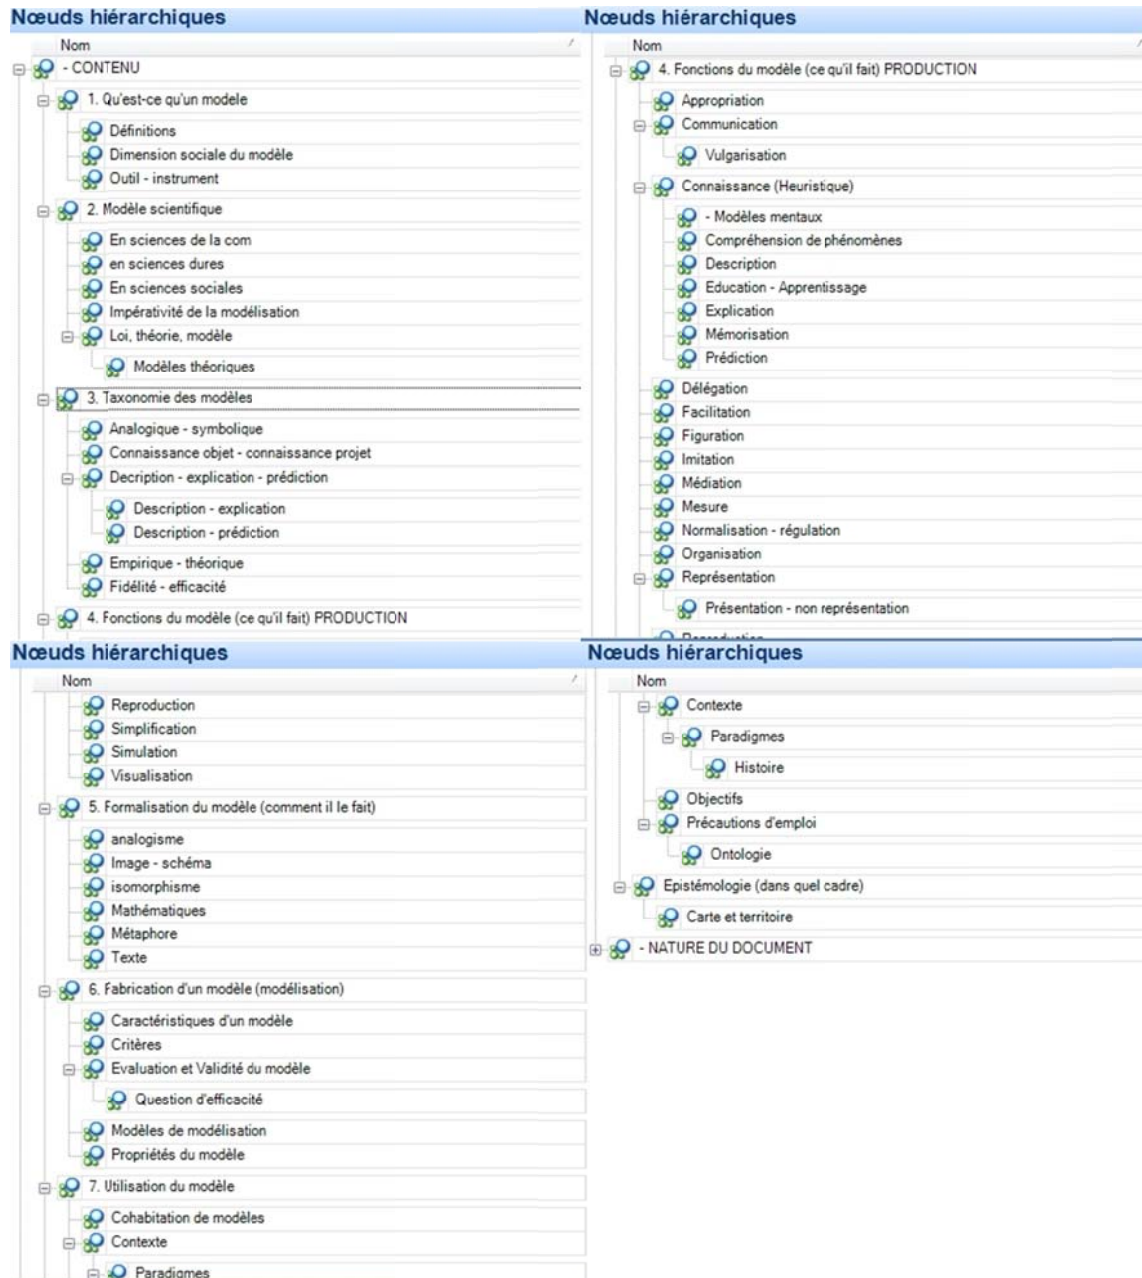 Nœuds hiérarchiques
Nom
- CONTENU
1. Qu'est-ce qu'un modele
Définitions
Dimension sociale du modèle
Outil - instrument
2. Modèle scientifique
En sciences de la com
en sciences dures
En sciences sociales
Impérativité de la modélisation
Loi, théorie, modèle
Modèles théoriques
3. Taxonomie des modèles
Analogique - symbolique
Connaissance objet - connaissance projet
Decription - explication - prédiction
Description - explication
Description - prédiction
Empirique - théorique
Fidélité - efficacité
4. Fonctions du modèle (ce qu'il fait) PRODUCTION
Nœuds hiérarchiques
Nom
4. Fonctions du modèle (ce qu'il fait) PRODUCTION
Appropriation
Communication
Vulgarisation
Connaissance (Heuristique)
- Modèles mentaux
Compréhension de phénomènes
Description
Education - Apprentissage
Explication
Mémorisation
Prédiction
Délégation
Facilitation
Figuration
Imitation
Médiation
Mesure
Normalisation - régulation
Organisation
Représentation
Présentation - non représentation
Reproduction
Nœuds hiérarchiques
Nom
Reproduction
Simplification
Simulation
Visualisation
5. Formalisation du modèle (comment il le fait)
analogisme
Image - schéma
isomorphisme
Mathématiques
Métaphore
Texte
6. Fabrication d'un modèle (modélisation)
Caractéristiques d'un modèle
Critères
Evaluation et Validité du modèle
Question d'efficacité
Modèles de modélisation
Propriétés du modèle
7. Utilisation du modèle
Cohabitation de modèles
Contexte
Paradigmes
Nœuds hiérarchiques
Nom
Contexte
Paradigmes
Histoire
Objectifs
Précautions d'emploi
Ontologie
Epistémologie (dans quel cadre)
Carte et territoire
- NATURE DU DOCUMENT